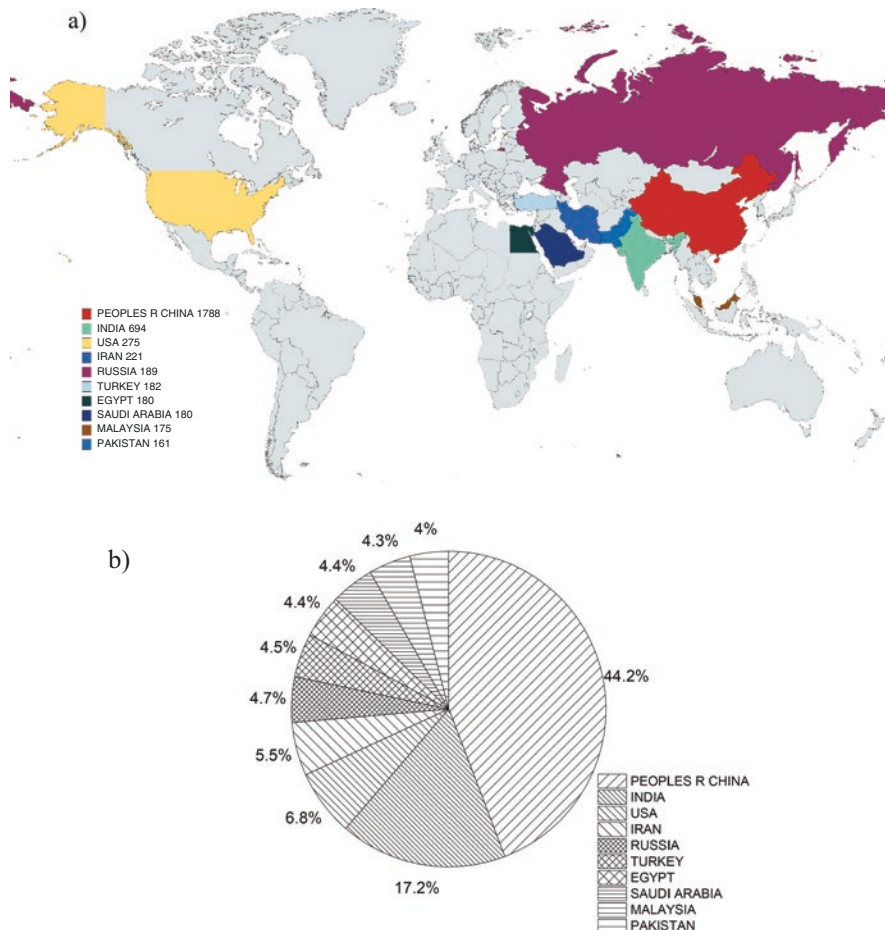 a)
PEOPLES R CHINA 1788
INDIA 694
USA 275
IRAN 221
RUSSIA 189
TURKEY 182
EGYPT 180
SAUDI ARABIA 180
MALAYSIA 175
PAKISTAN 161
b)
4%
4.3%
4.4%
4.4%
4.5%
4.7%
5.5%
6.8%
17.2%
44.2%
PEOPLES R CHINA
INDIA
USA
IRAN
RUSSIA
TURKEY
EGYPT
SAUDI ARABIA
MALAYSIA
PAKISTAN